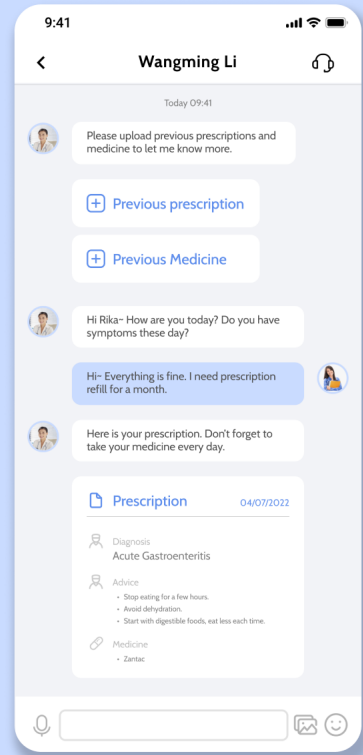 9:41
Wangming Li
Today 09:41
Please upload previous prescriptions and
medicine to let me know more.
Previous prescription
Previous Medicine
Hi Rika~ How are you today? Do you have
symptoms these day?
Hi~ Everything is fine. I need prescription
refill for a month.
Here is your prescription. Don't forget to
take your medicine every day.
Prescription 04/07/2022
Diagnosis
Acute Gastroenteritis
Advice
• Stop eating for a few hours.
• Avoid dehydration.
• Start with digestible foods, eat less each time.
Medicine
• Zantac